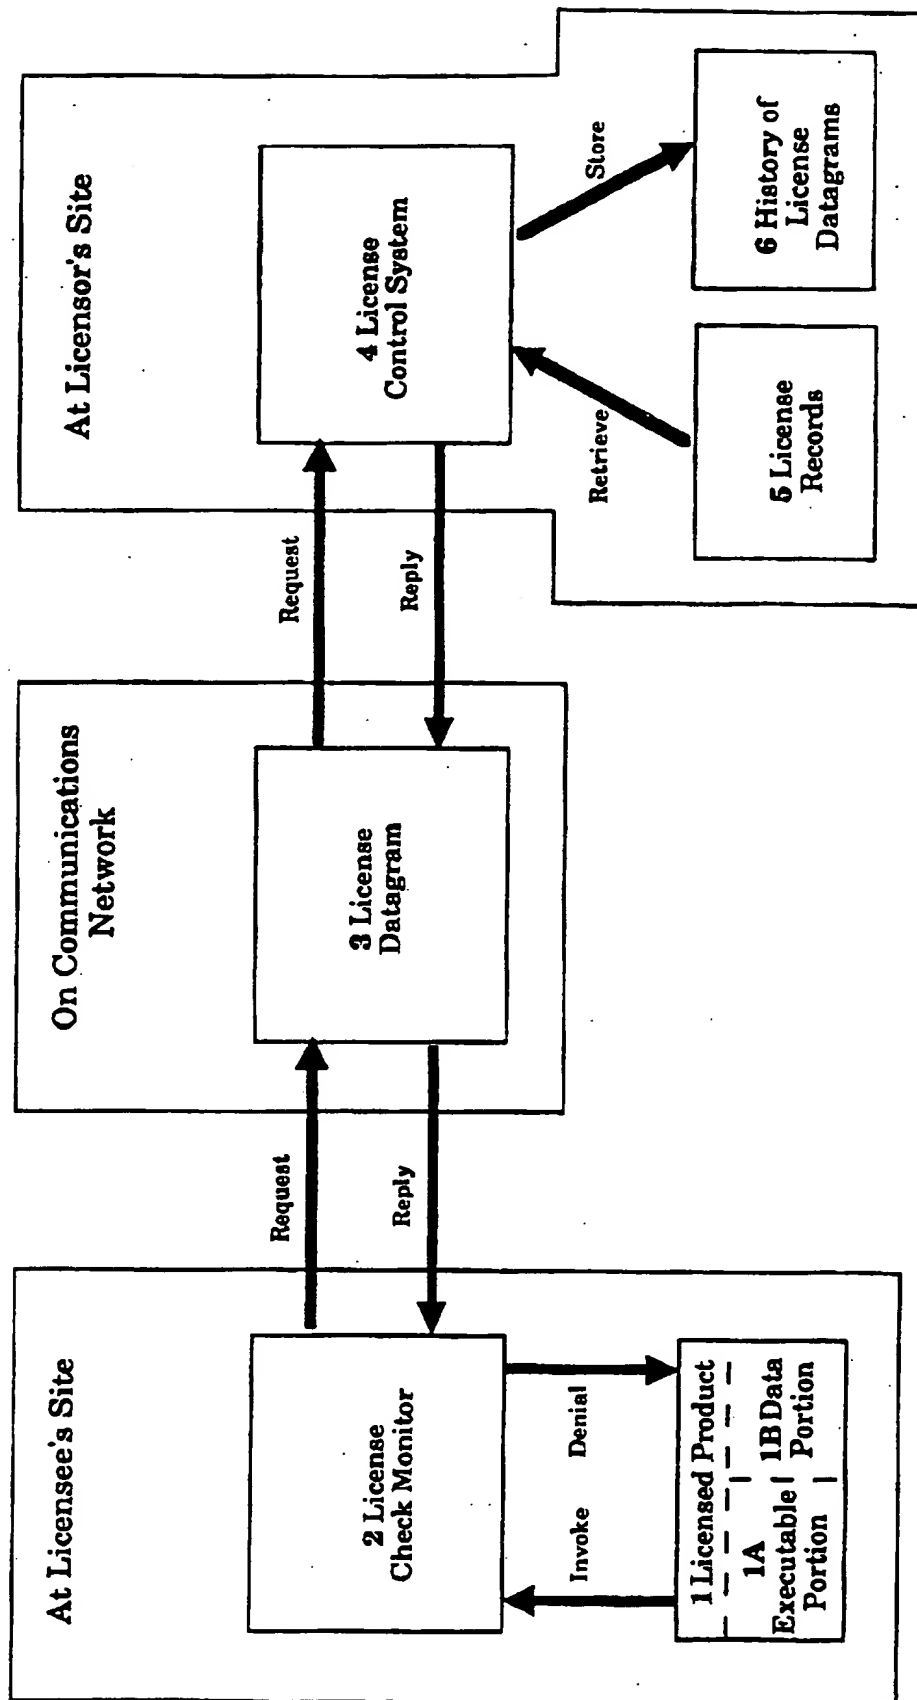 At Licensee's Site
2 License
Check Monitor
Invoke
Denial
1 Licensed Product
1A
Executable
Portion
1B Data
Portion
Request
Reply
On Communications
Network
3 License
Datagram
Request
Reply
At Licensor's Site
4 License
Control System
Retrieve
Store
5 License
Records
6 History of
License
Datagrams